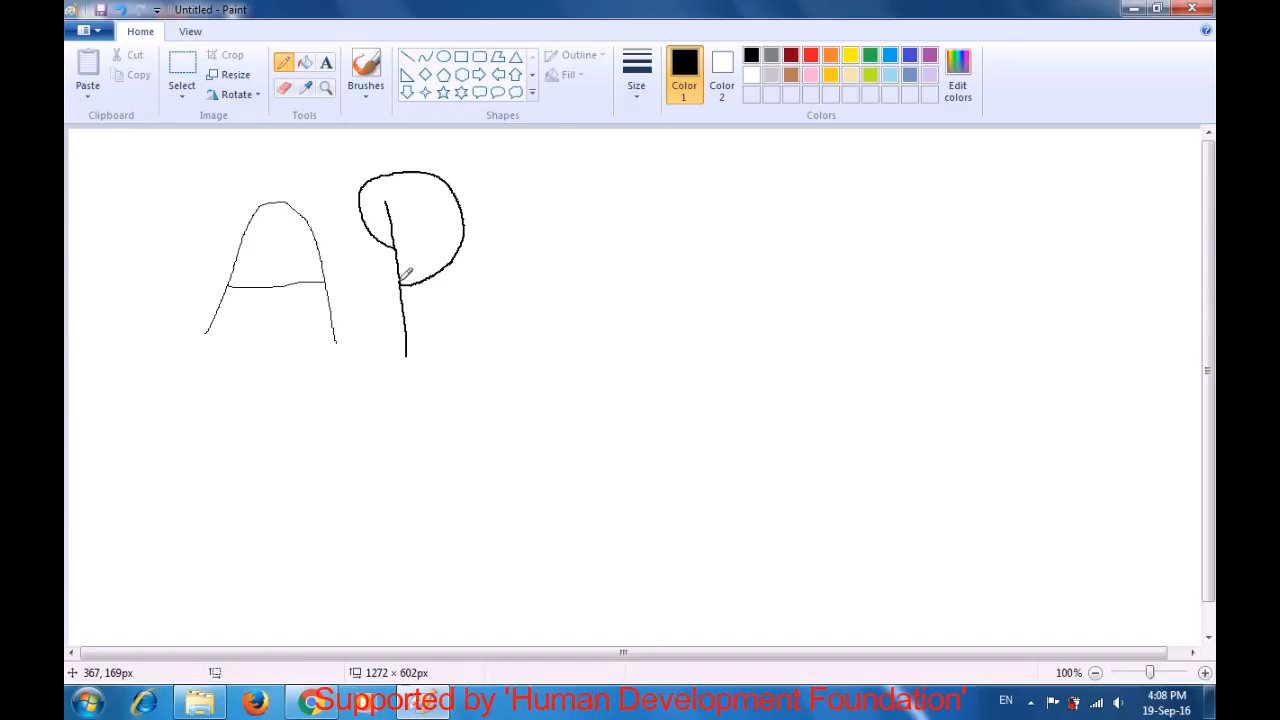 Untitled - Paint
Home View
Paste
Cut
Copy
Clipboard
Select
Crop
Resize
Rotate
Image
A
Tools
Brushes
Outline
Fill
Shapes
Size
Color 1
Color 2
Edit colors
Colors
AP
367, 169px
1272 × 602px
100%
Supported by 'Human Development Foundation'
EN
4:08 PM
19-Sep-16